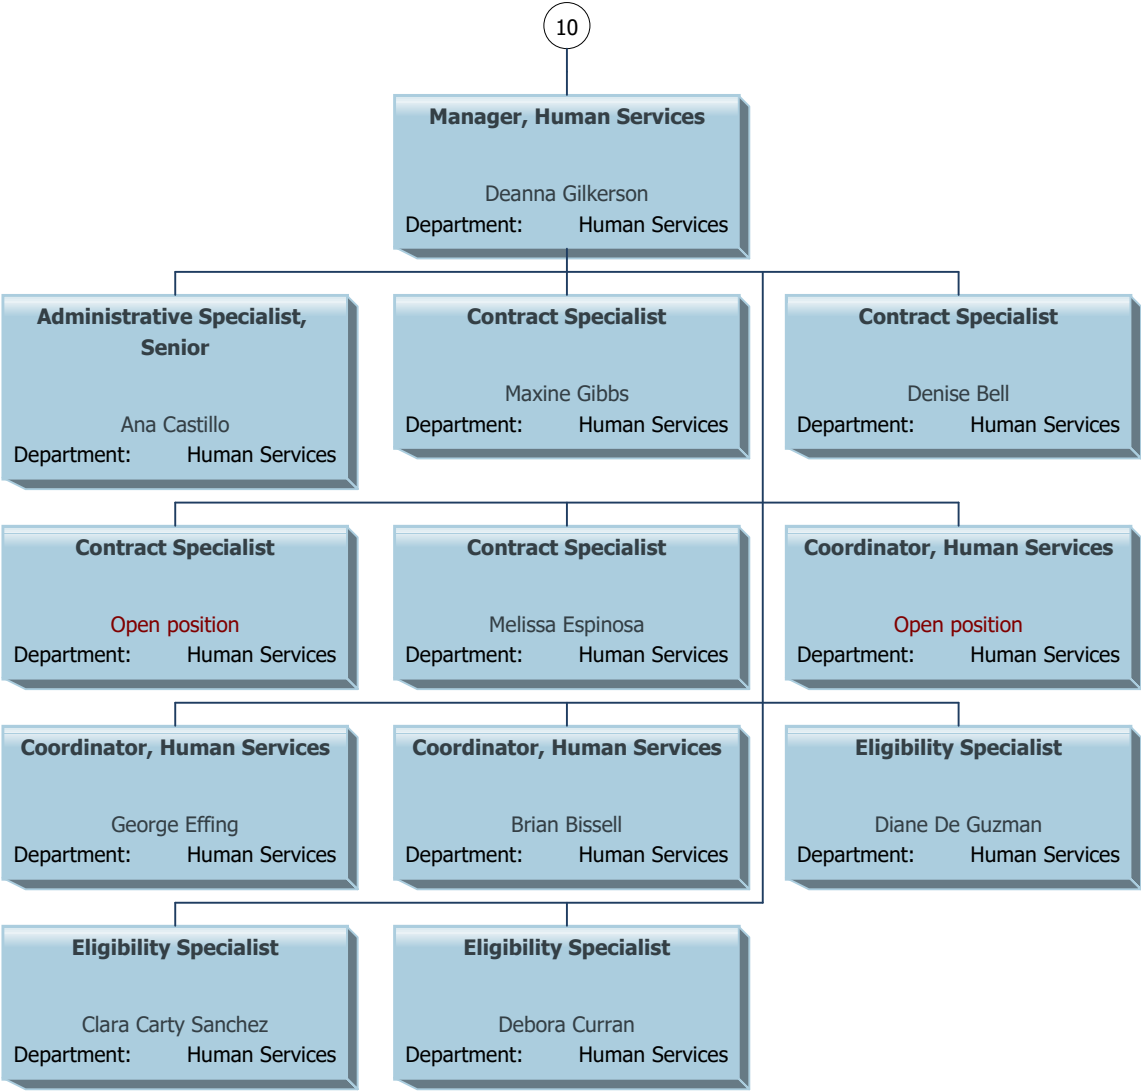 10
Manager, Human Services
Deanna Gilkerson
Department: Human Services
Administrative Specialist,
Senior
Ana Castillo
Department: Human Services
Contract Specialist
Maxine Gibbs
Department: Human Services
Contract Specialist
Denise Bell
Department: Human Services
Contract Specialist
Open position
Department: Human Services
Contract Specialist
Melissa Espinosa
Department: Human Services
Coordinator, Human Services
Open position
Department: Human Services
Coordinator, Human Services
George Effing
Department: Human Services
Coordinator, Human Services
Brian Bissell
Department: Human Services
Eligibility Specialist
Diane De Guzman
Department: Human Services
Eligibility Specialist
Clara Carty Sanchez
Department: Human Services
Eligibility Specialist
Debora Curran
Department: Human Services